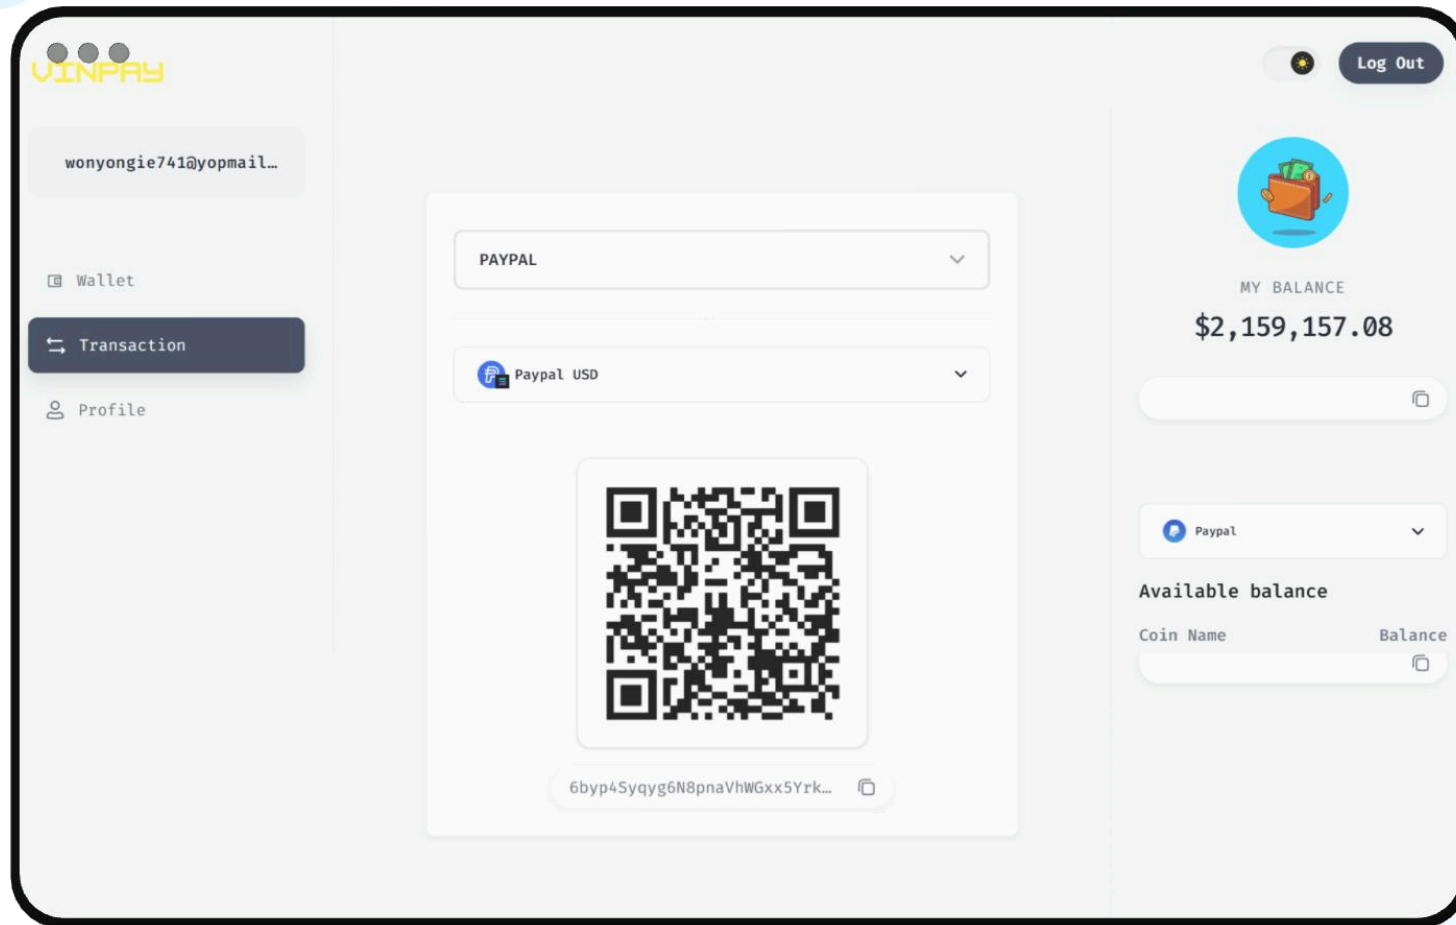 VINPAY
wonyongie741@yopmail…
Wallet
Transaction
Profile
PAYPAL
Paypal USD
6byp4Syqyg6N8pnaVhWGxx5Yrk…
Log Out
MY BALANCE
$2,159,157.08
Paypal
Available balance
Coin Name Balance